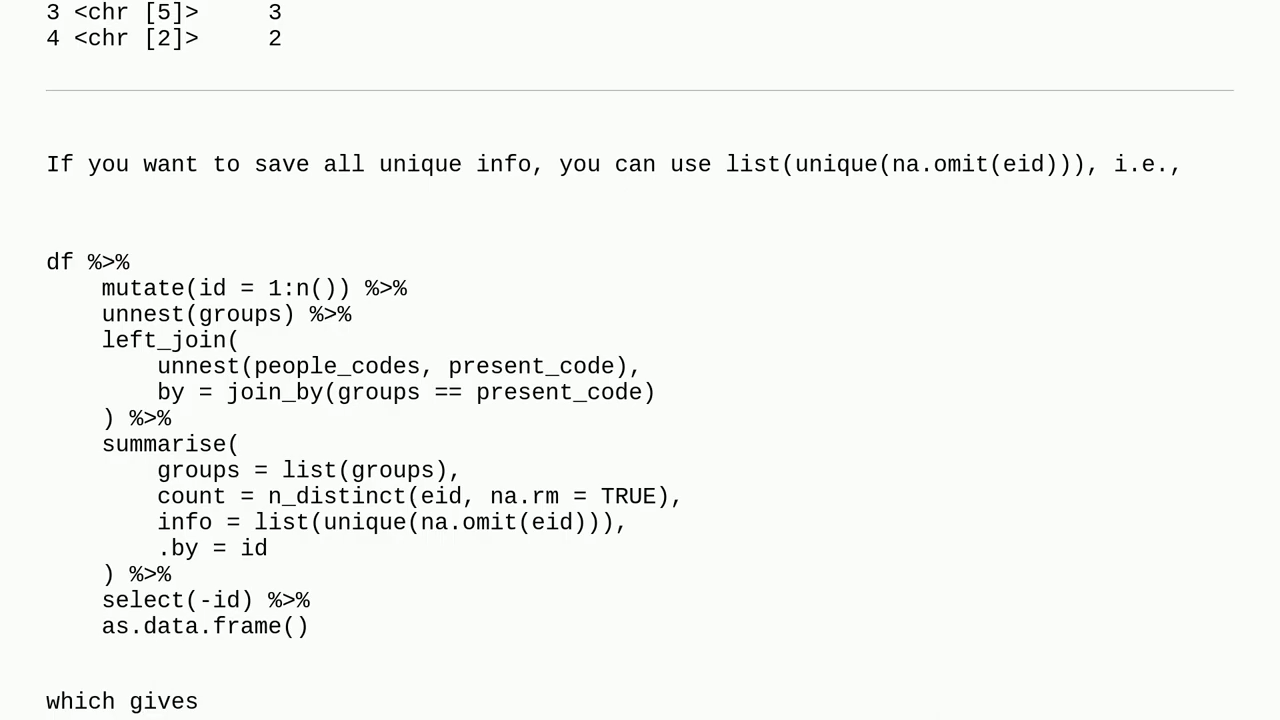 3 <chr [5]>     3
4 <chr [2]>     2
If you want to save all unique info, you can use list(unique(na.omit(eid))), i.e.,
df %>%
    mutate(id = 1:n()) %>%
    unnest(groups) %>%
    left_join(
        unnest(people_codes, present_code),
        by = join_by(groups == present_code)
    ) %>%
    summarise(
        groups = list(groups),
        count = n_distinct(eid, na.rm = TRUE),
        info = list(unique(na.omit(eid))),
        .by = id
    ) %>%
    select(-id) %>%
    as.data.frame()
which gives